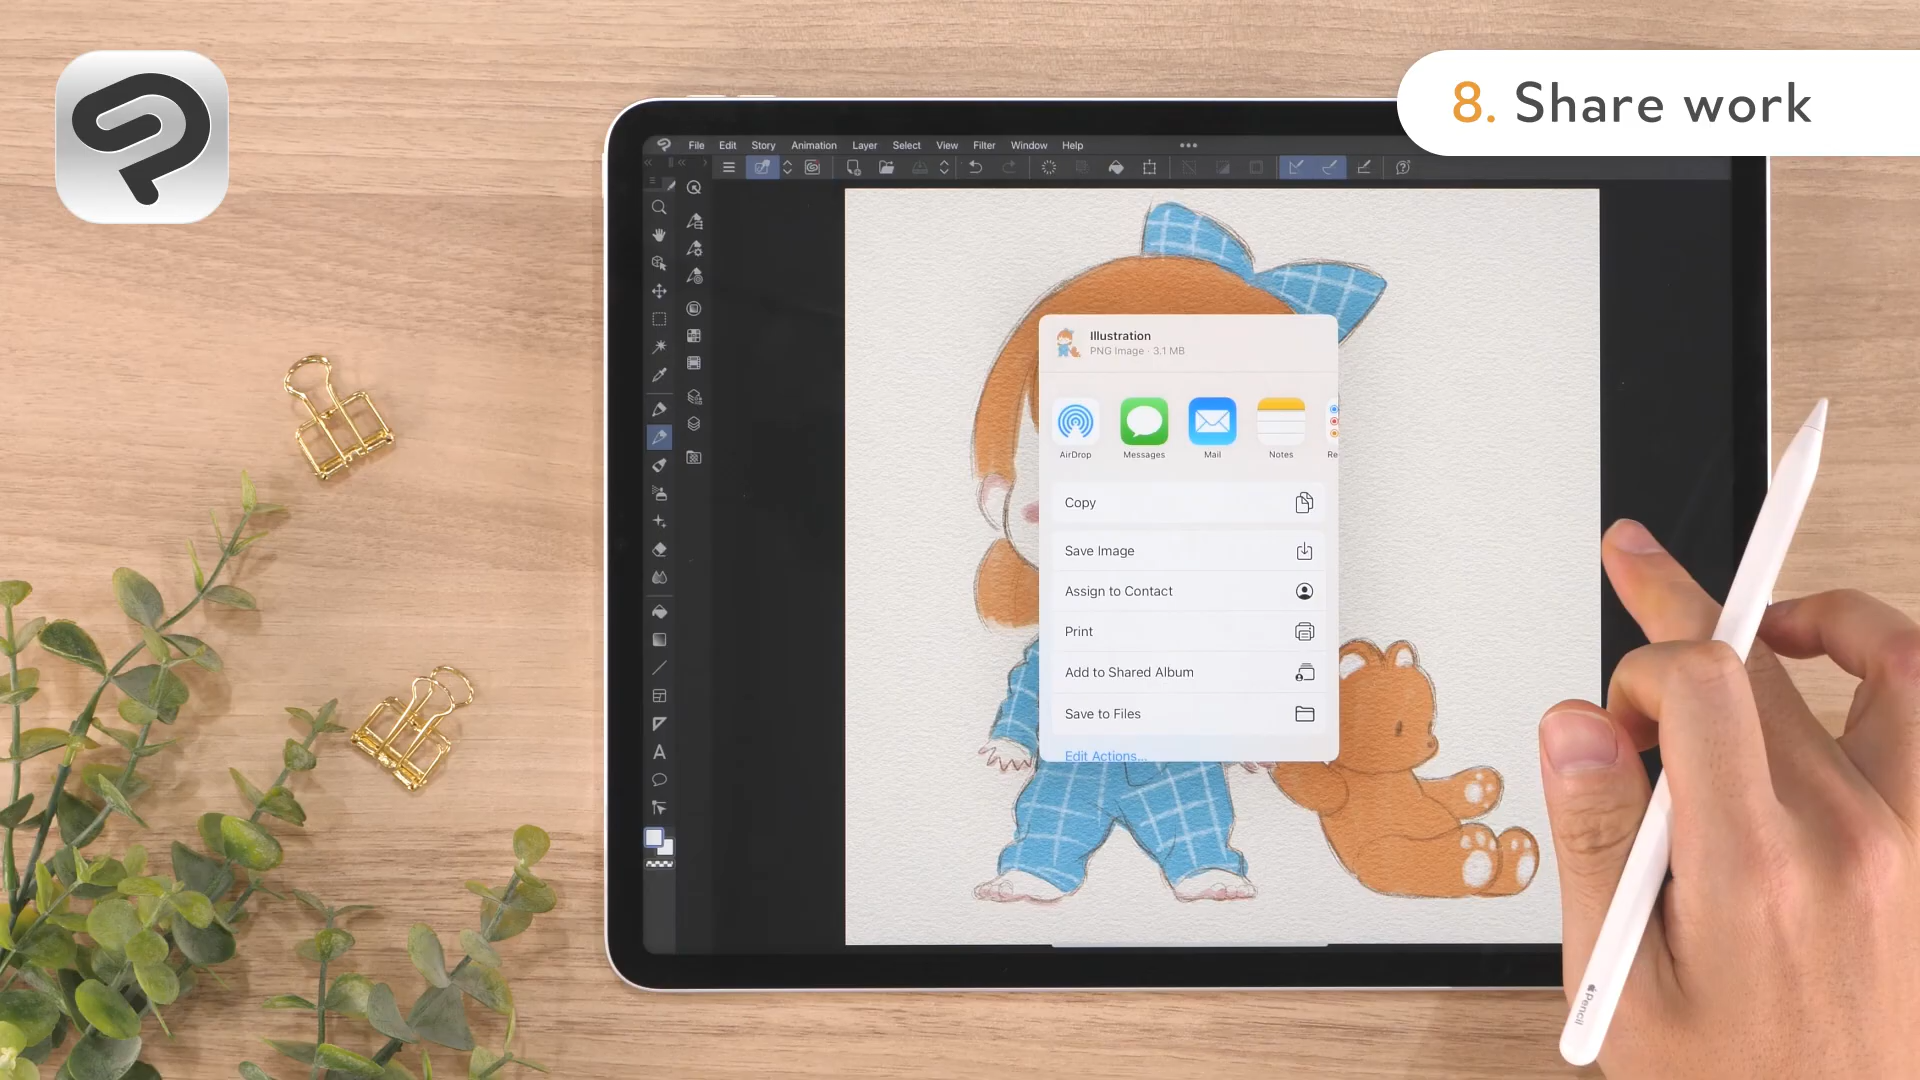 8. Share work
File Edit Story Animation Layer Select View Filter Window Help
Illustration
PNG Image · 3.1 MB
AirDrop Messages Mail Notes Re
Copy
Save Image
Assign to Contact
Print
Add to Shared Album
Save to Files
Edit Actions...
Pencil